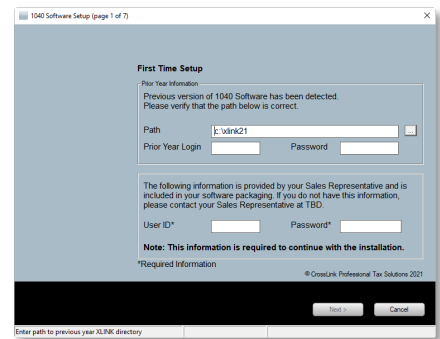 1040 Software Setup (page 1 of 7)
First Time Setup
Prior Year Information
Previous version of 1040 Software has been detected.
Please verify that the path below is correct.
Path c:\xlink21 ...
Prior Year Login Password
The following information is provided by your Sales Representative and is
included in your software packaging. If you do not have this information,
please contact your Sales Representative at TBD.
User ID* Password*
Note: This information is required to continue with the installation.
*Required Information
© CrossLink Professional Tax Solutions 2021
Next > Cancel
Enter path to previous year XLINK directory